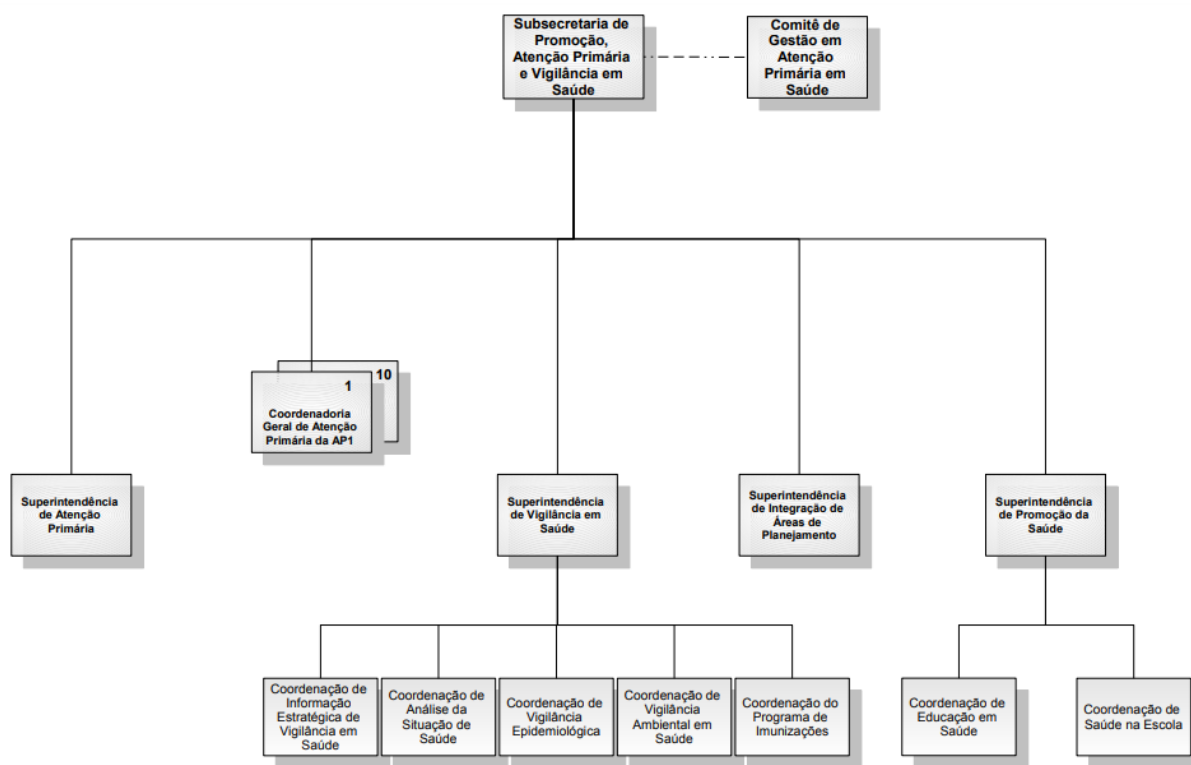 Subsecretaria de
Promoção,
Atenção Primária
e Vigilância em
Saúde
Comitê de
Gestão em
Atenção
Primária em
Saúde
10
1
Coordenadoria
Geral de Atenção
Primária da AP1
Superintendência
de Atenção
Primária
Superintendência
de Vigilância em
Saúde
Superintendência
de Integração de
Áreas de
Planejamento
Superintendência
de Promoção da
Saúde
Coordenação de
Informação
Estratégica de
Vigilância em
Saúde
Coordenação de
Análise da
Situação de
Saúde
Coordenação de
Vigilância
Epidemiológica
Coordenação de
Vigilância
Ambiental em
Saúde
Coordenação do
Programa de
Imunizações
Coordenação de
Educação em
Saúde
Coordenação de
Saúde na Escola